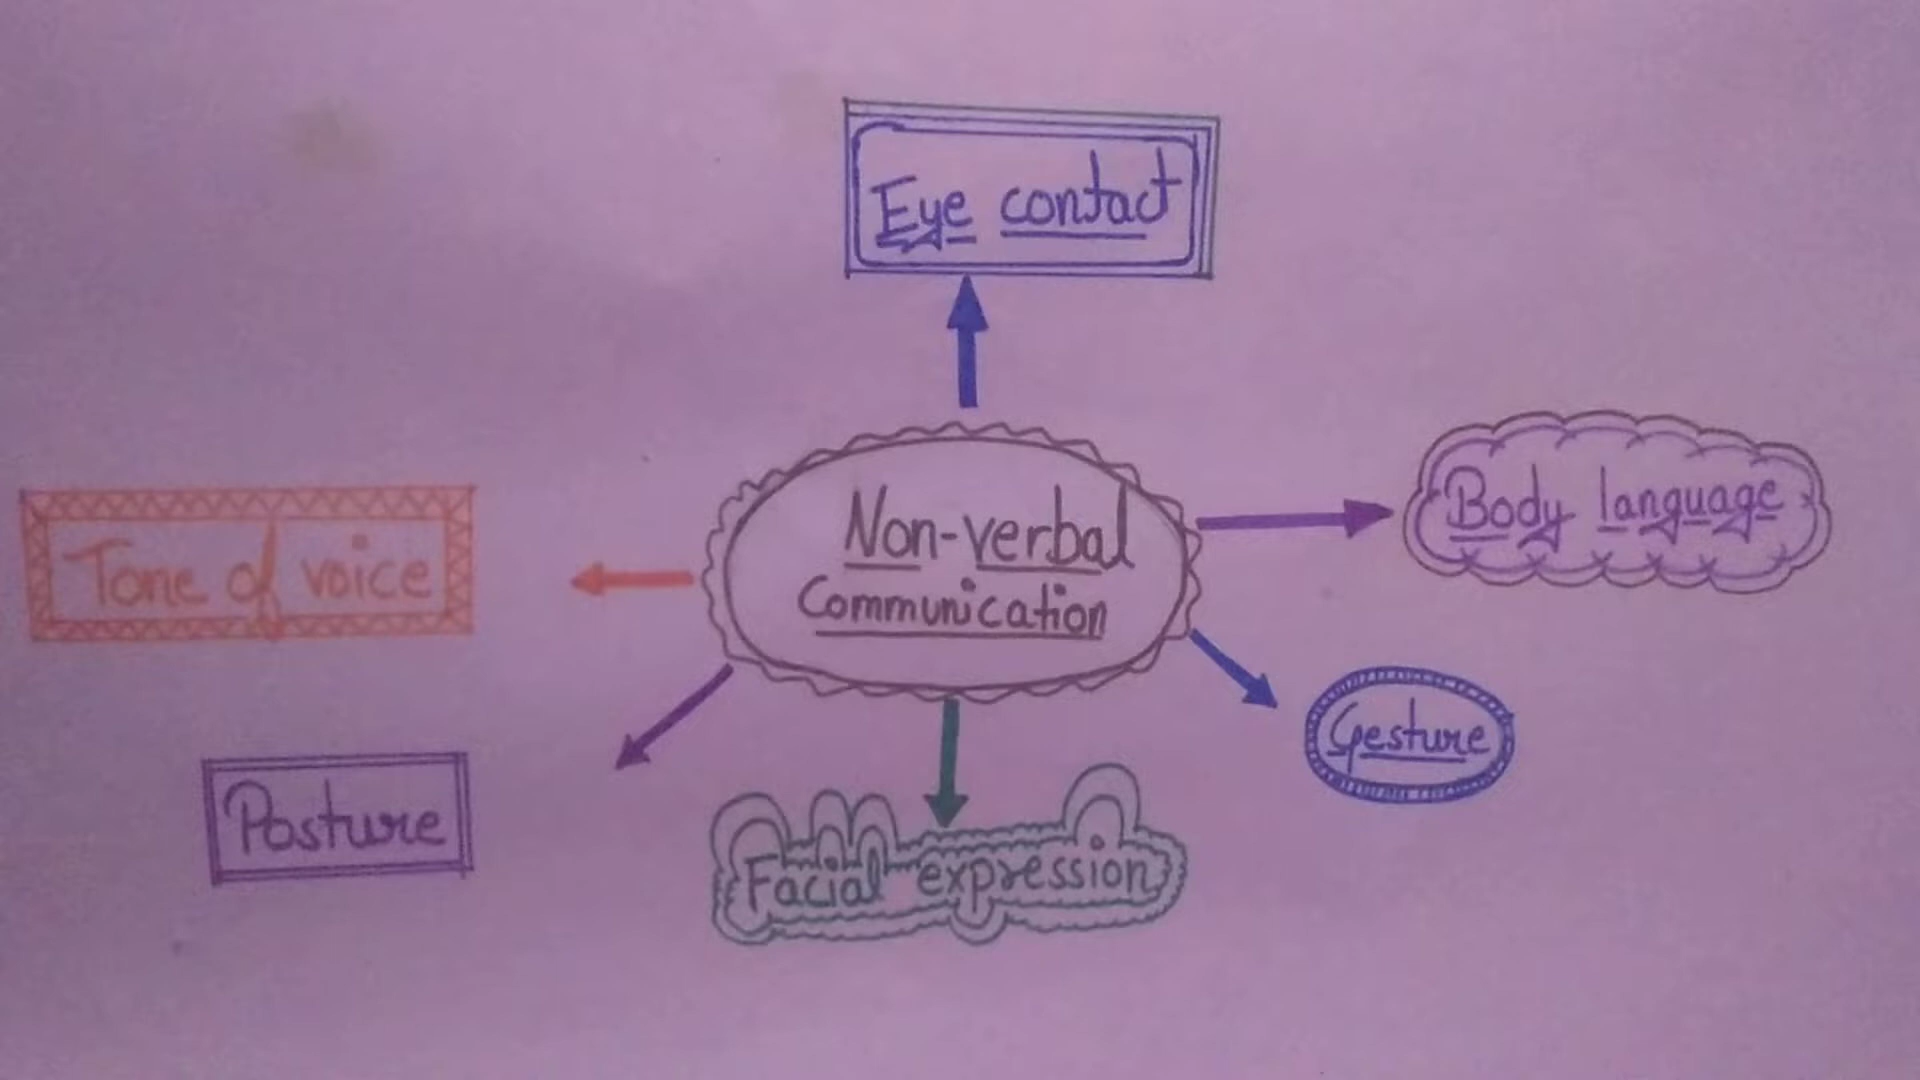 Eye contact
Body language
Non-verbal
Communication
Tone of voice
Gesture
Posture
Facial expression